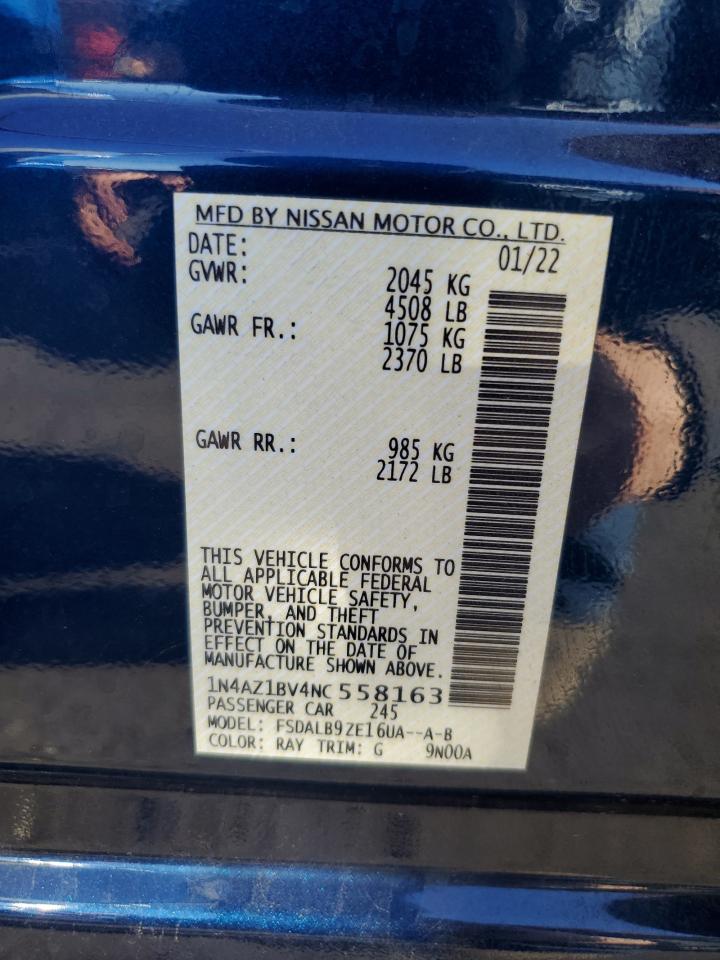 MFD BY NISSAN MOTOR CO., LTD.
DATE: 01/22
GVWR: 2045 KG
4508 LB
GAWR FR.: 1075 KG
2370 LB
GAWR RR.: 985 KG
2172 LB
THIS VEHICLE CONFORMS TO
ALL APPLICABLE FEDERAL
MOTOR VEHICLE SAFETY,
BUMPER, AND THEFT
PREVENTION STANDARDS IN
EFFECT ON THE DATE OF
MANUFACTURE SHOWN ABOVE.
1N4AZ1BV4NC 558163
PASSENGER CAR 245
MODEL: FSDALB9ZE16UA--A-B
COLOR: RAY TRIM: G 9N00A